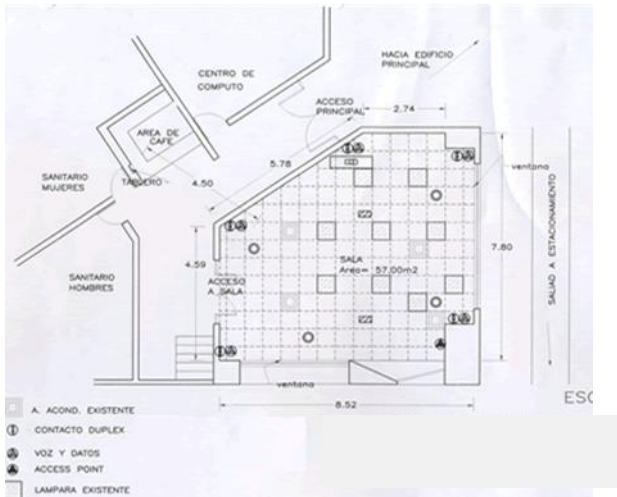 HACIA EDIFICIO
PRINCIPAL
CENTRO DE
COMPUTO
ACCESO
PRINCIPAL
2.74
AREA DE
CAFE
5.78
ventana
SANITARIO
MUJERES
TABLERO
4.50
7.80
SALIAD A ESTACIONAMIENTO
4.59
SALA
Area= 57.00m2
SANITARIO
HOMBRES
ACCESO
A SALA
ventana
8.52
ESC
A. ACOND. EXISTENTE
CONTACTO DUPLEX
VOZ Y DATOS
ACCESS POINT
LAMPARA EXISTENTE